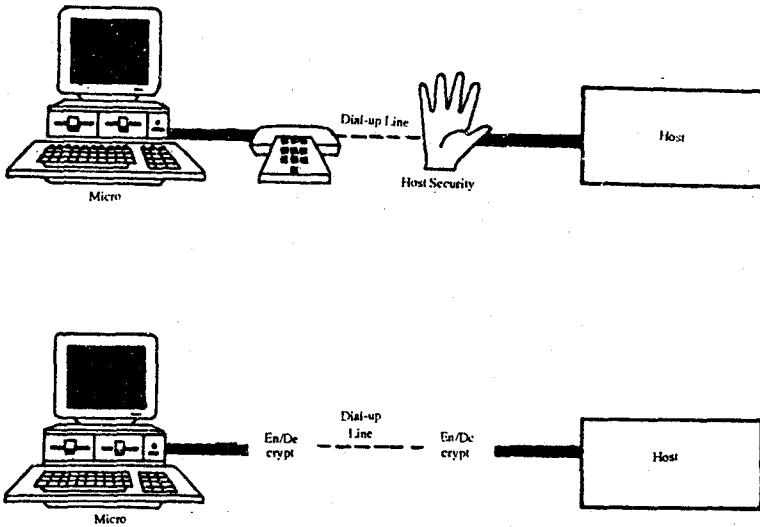 Dial-up Line
Host
Host Security
Micro
Dial-up
Line
En/De
crypt
En/De
crypt
Host
Micro